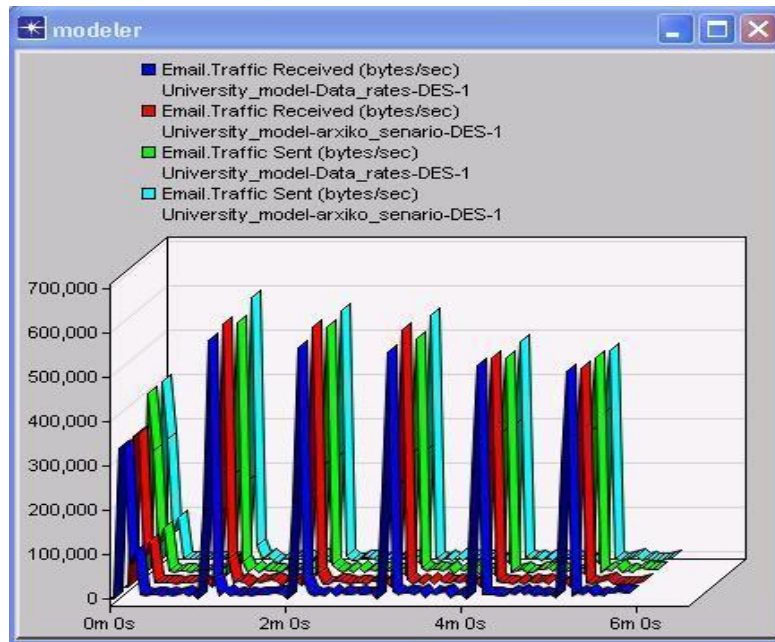 modeler
Email.Traffic Received (bytes/sec)
University_model-Data_rates-DES-1
Email.Traffic Received (bytes/sec)
University_model-arxiko_senario-DES-1
Email.Traffic Sent (bytes/sec)
University_model-Data_rates-DES-1
Email.Traffic Sent (bytes/sec)
University_model-arxiko_senario-DES-1
700,000
600,000
500,000
400,000
300,000
200,000
100,000
0
0m 0s
2m 0s
4m 0s
6m 0s